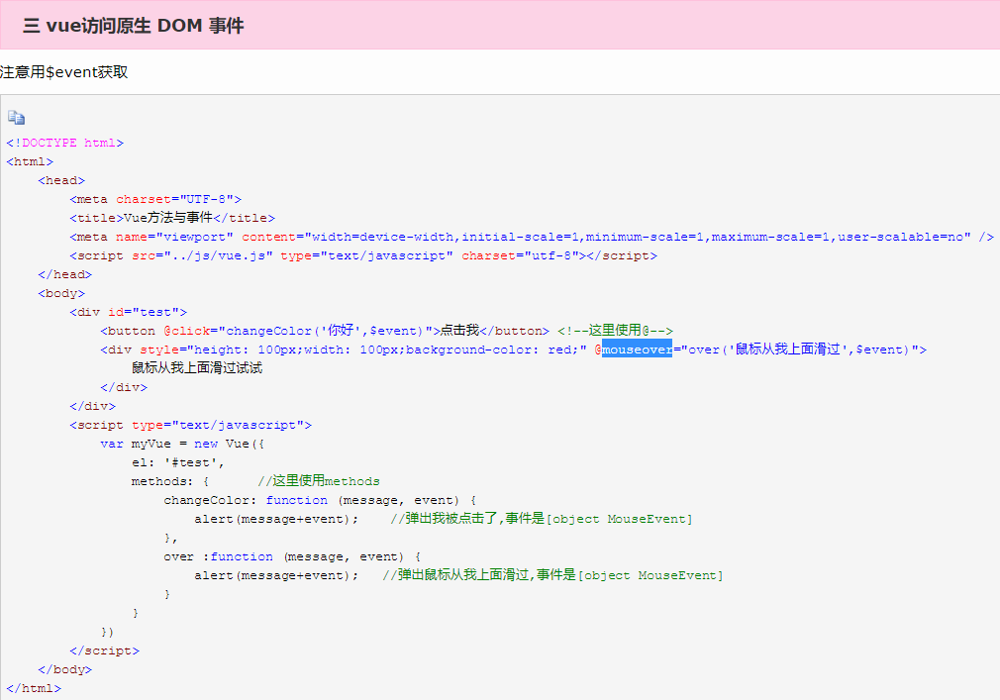 三 vue访问原生 DOM 事件
注意用$event获取
<!DOCTYPE html>
<html>
    <head>
        <meta charset="UTF-8">
        <title>Vue方法与事件</title>
        <meta name="viewport" content="width=device-width,initial-scale=1,minimum-scale=1,maximum-scale=1,user-scalable=no" />
        <script src="../js/vue.js" type="text/javascript" charset="utf-8"></script>
    </head>
    <body>
        <div id="test">
            <button @click="changeColor('你好',$event)">点击我</button> <!--这里使用@-->
            <div style="height: 100px;width: 100px;background-color: red;" @mouseover="over('鼠标从我上面滑过',$event)">
                鼠标从我上面滑过试试
            </div>
        </div>
        <script type="text/javascript">
            var myVue = new Vue({
                el: '#test',
                methods: {      //这里使用methods
                    changeColor: function (message, event) {
                        alert(message+event);    //弹出我被点击了,事件是[object MouseEvent]
                    },
                    over :function (message, event) {
                        alert(message+event);   //弹出鼠标从我上面滑过,事件是[object MouseEvent]
                    }
                }
            })
        </script>
    </body>
</html>